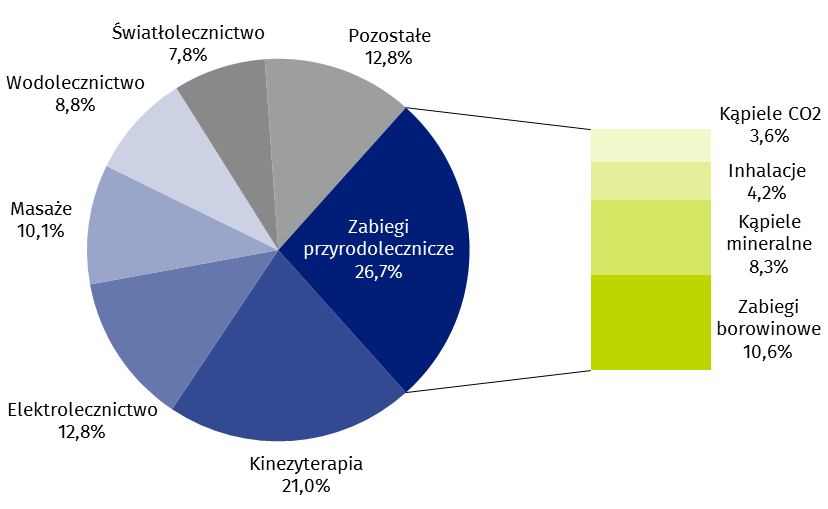 Światłolecznictwo
7,8%
Pozostałe
12,8%
Wodolecznictwo
8,8%
Masaże
10,1%
Zabiegi
przyrodolecznicze
26,7%
Elektrolecznictwo
12,8%
Kinezyterapia
21,0%
Kąpiele CO2
3,6%
Inhalacje
4,2%
Kąpiele
mineralne
8,3%
Zabiegi
borowinowe
10,6%